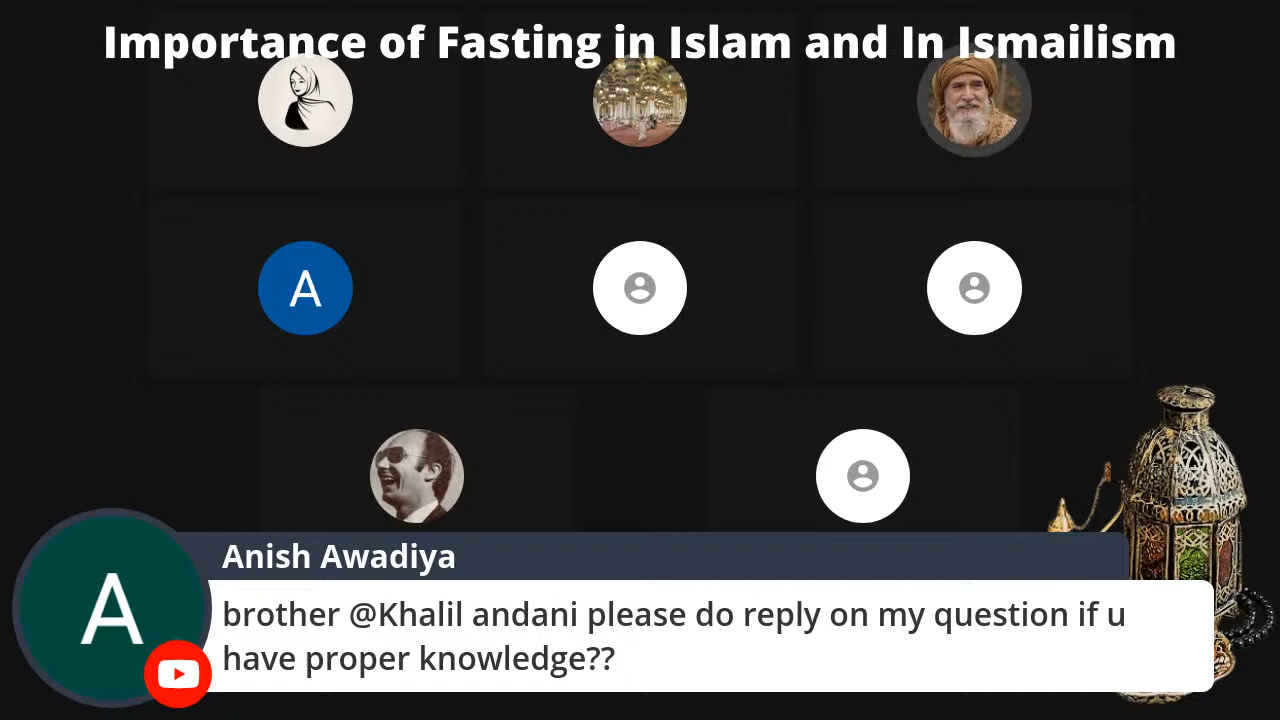 Importance of Fasting in Islam and In Ismailism
A
A
Anish Awadiya
brother @Khalil andani please do reply on my question if u
have proper knowledge??